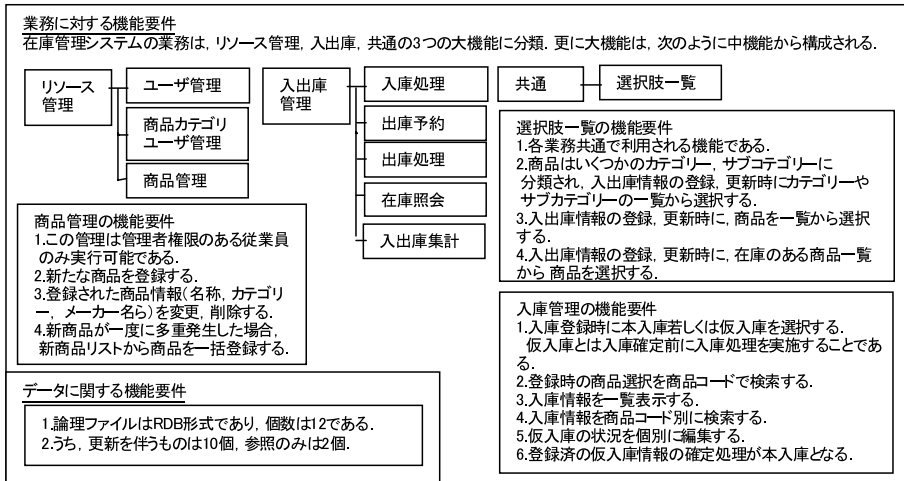 業務に対する機能要件
在庫管理システムの業務は，リソース管理，入出庫，共通の3つの大機能に分類．更に大機能は，次のように中機能から構成される．
リソース
管理
ユーザ管理
商品カテゴリ
ユーザ管理
商品管理
入出庫
管理
入庫処理
出庫予約
出庫処理
在庫照会
入出庫集計
共通
選択肢一覧
選択肢一覧の機能要件
1.各業務共通で利用される機能である．
2.商品はいくつかのカテゴリー，サブコテゴリーに
分類され，入出庫情報の登録，更新時にカテゴリーや
サブカテゴリーの一覧から選択する．
3.入出庫情報の登録，更新時に，商品を一覧から選択
する．
4.入出庫情報の登録，更新時に，在庫のある商品一覧
から 商品を選択する．
商品管理の機能要件
1.この管理は管理者権限のある従業員
のみ実行可能である．
2.新たな商品を登録する．
3.登録された商品情報（名称，カテゴリ
ー，メーカー名ら）を変更，削除する．
4.新商品が一度に多重発生した場合，
新商品リストから商品を一括登録する．
入庫管理の機能要件
1.入庫登録時に本入庫若しくは仮入庫を選択する．
仮入庫とは入庫確定前に入庫処理を実施することであ
る．
2.登録時の商品選択を商品コードで検索する．
3.入庫情報を一覧表示する．
4.入庫情報を商品コード別に検索する．
5.仮入庫の状況を個別に編集する．
6.登録済の仮入庫情報の確定処理が本入庫となる．
データに関する機能要件
1.論理ファイルはRDB形式であり，個数は12である．
2.うち，更新を伴うものは10個，参照のみは2個．